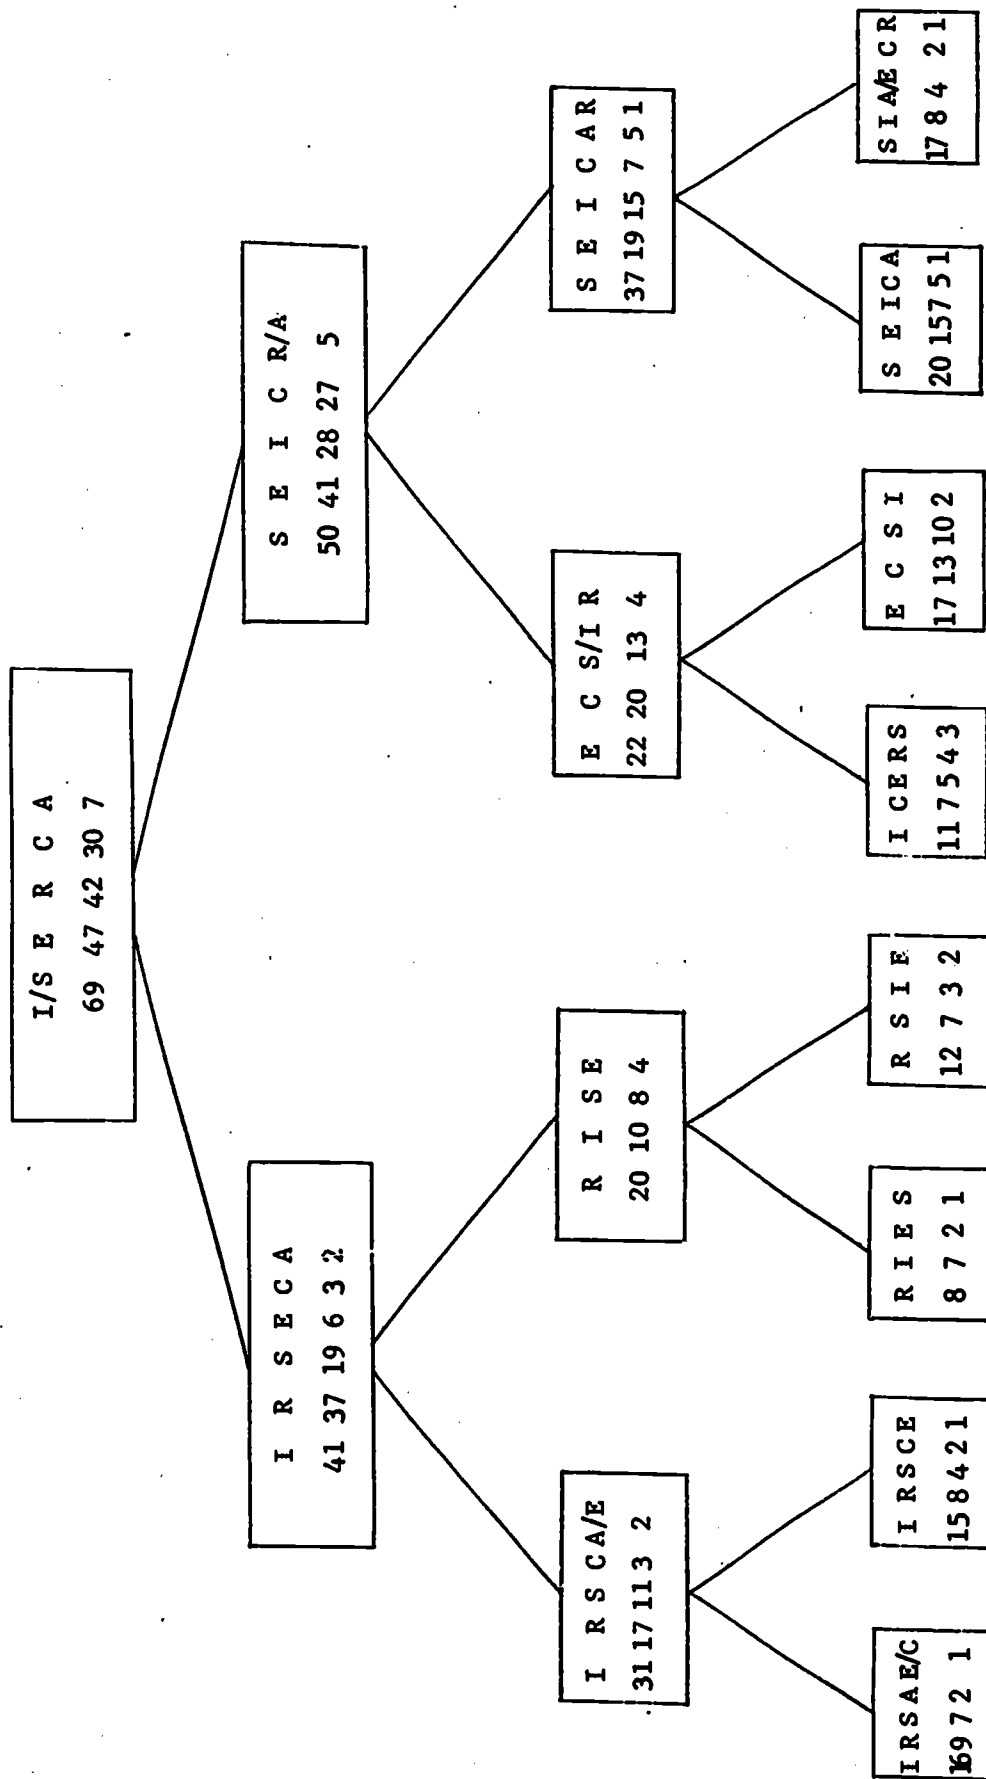 I/S E R C A
69 47 42 30 7
I R S E C A
41 37 19 6 3 2
S E I C R/A
50 41 28 27 5
I R S C A/E
31 17 11 3 2
R I S E
20 10 8 4
E C S/I R
22 20 13 4
S E I C A R
37 19 15 7 5 1
I R S A E/C
16 9 7 2 1
I R S C E
15 8 4 2 1
R I E S
8 7 2 1
R S I E
12 7 3 2
I C E R S
11 7 5 4 3
E C S I
17 13 10 2
S E I C A
20 15 7 5 1
S I A/E C R
17 8 4 2 1